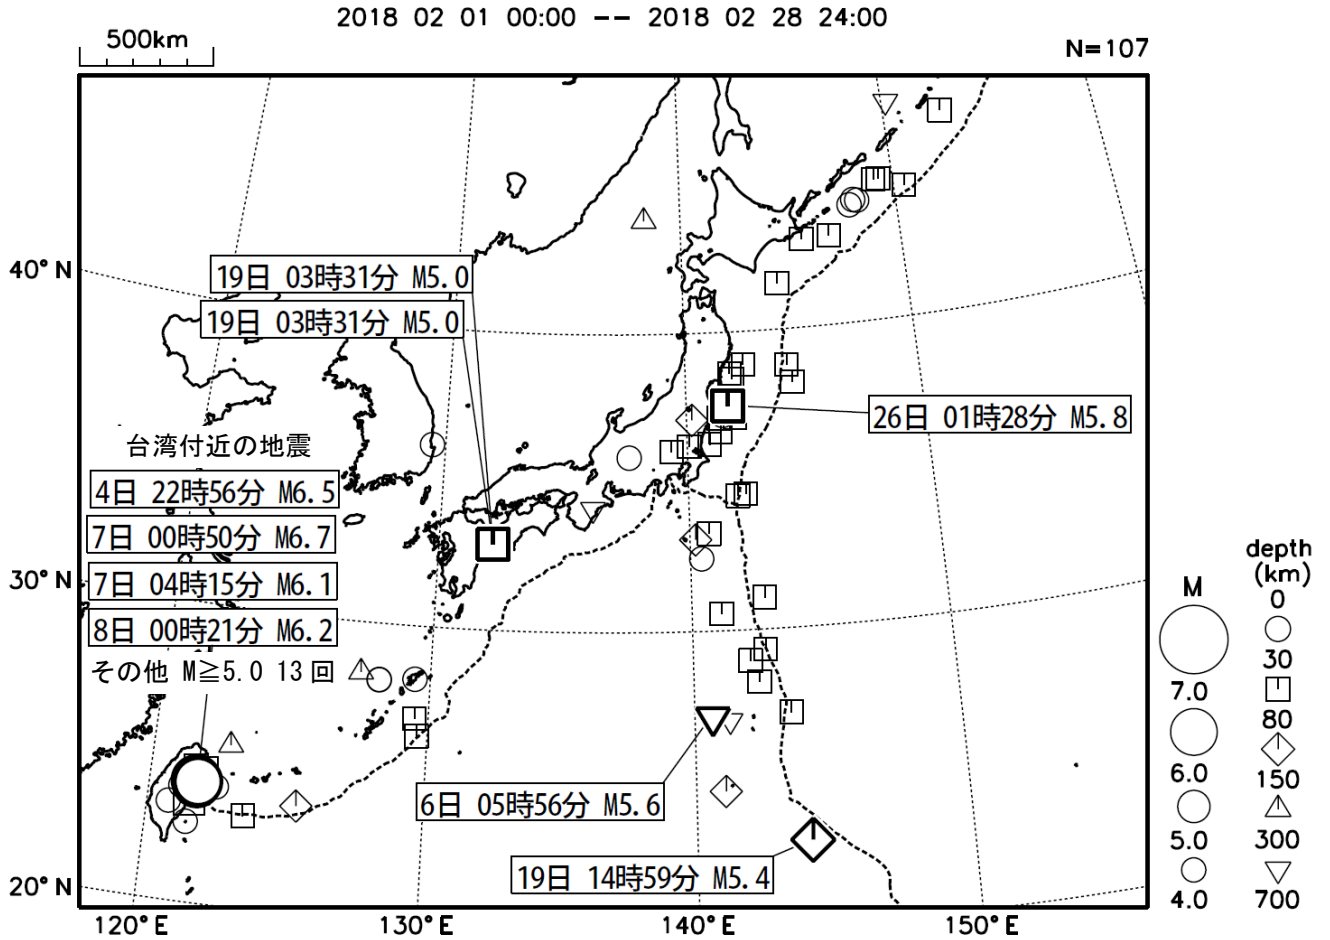 2018 02 01 00:00 -- 2018 02 28 24:00
500km
N=107
40°N
30°N
20°N
19日 03時31分 M5.0
19日 03時31分 M5.0
26日 01時28分 M5.8
台湾付近の地震
4日 22時56分 M6.5
7日 00時50分 M6.7
7日 04時15分 M6.1
8日 00時21分 M6.2
その他 M≧5.0 13回
6日 05時56分 M5.6
19日 14時59分 M5.4
120°E
130°E
140°E
150°E
M
7.0
6.0
5.0
4.0
depth
(km)
0
30
80
150
300
700